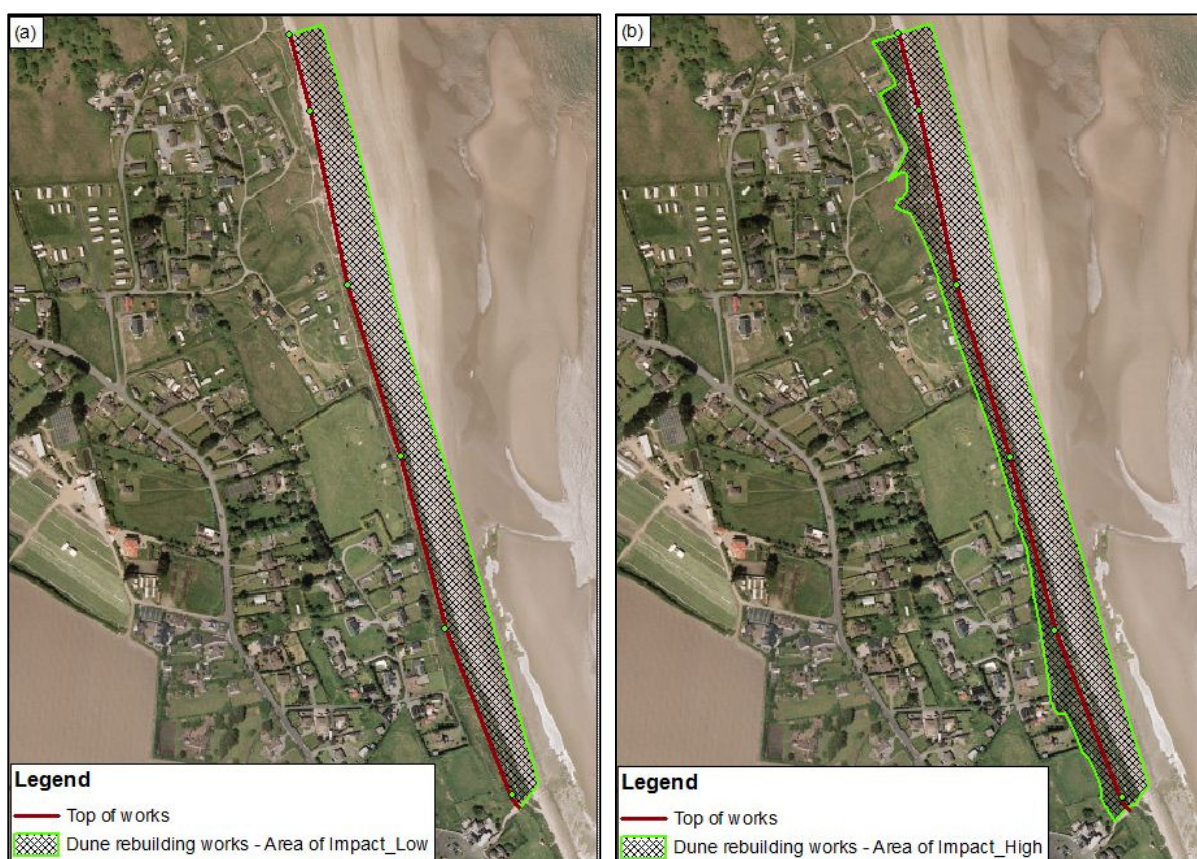 (a)
Legend
Top of works
Dune rebuilding works - Area of Impact_Low
(b)
Legend
Top of works
Dune rebuilding works - Area of Impact_High